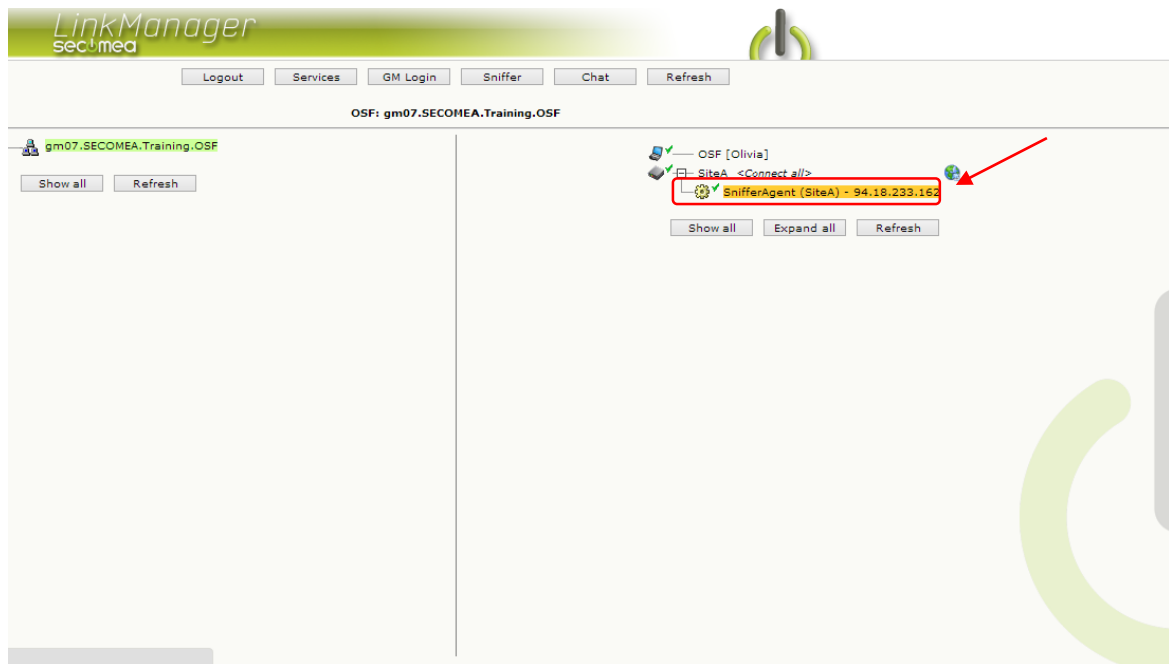 LinkManager
secomea
Logout Services GM Login Sniffer Chat Refresh
OSF: gm07.SECOMEA.Training.OSF
gm07.SECOMEA.Training.OSF
Show all Refresh
OSF [Olivia]
SiteA <Connect all>
SnifferAgent (SiteA) - 94.18.233.162
Show all Expand all Refresh